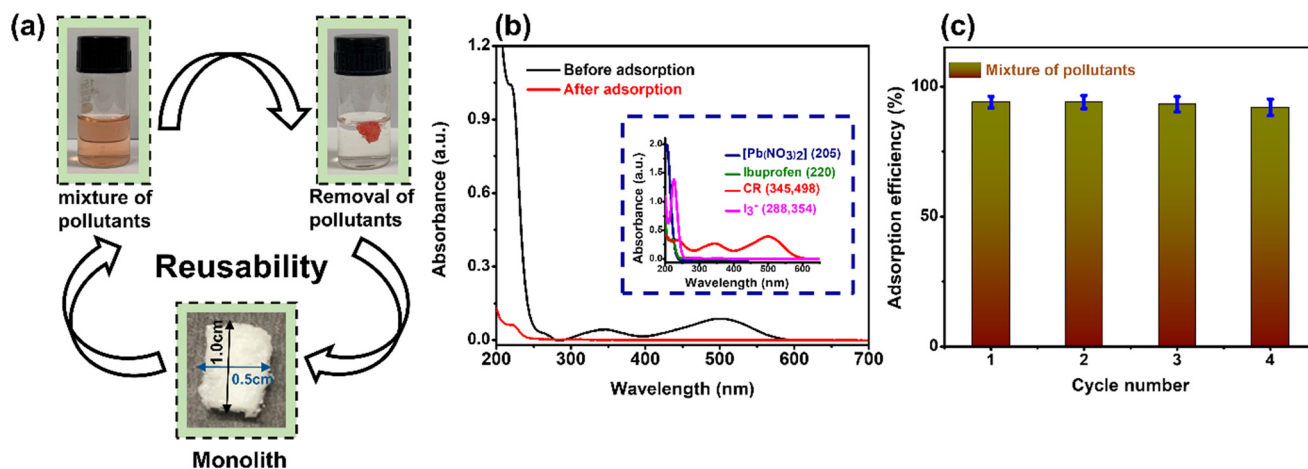 (a)
mixture of
pollutants
Removal of
pollutants
Reusability
1.0cm
0.5cm
Monolith
(b)
1.2
0.9
0.6
0.3
0.0
Absorbance (a.u.)
Before adsorption
After adsorption
2.0
1.5
1.0
0.5
0.0
Absorbance (a.u.)
[Pb(NO₃)₂] (205)
Ibuprofen (220)
CR (345,498)
I₃⁻ (288,354)
200 300 400 500 600
Wavelength (nm)
200 300 400 500 600 700
Wavelength (nm)
(c)
100
50
0
Adsorption efficiency (%)
Mixture of pollutants
1 2 3 4
Cycle number